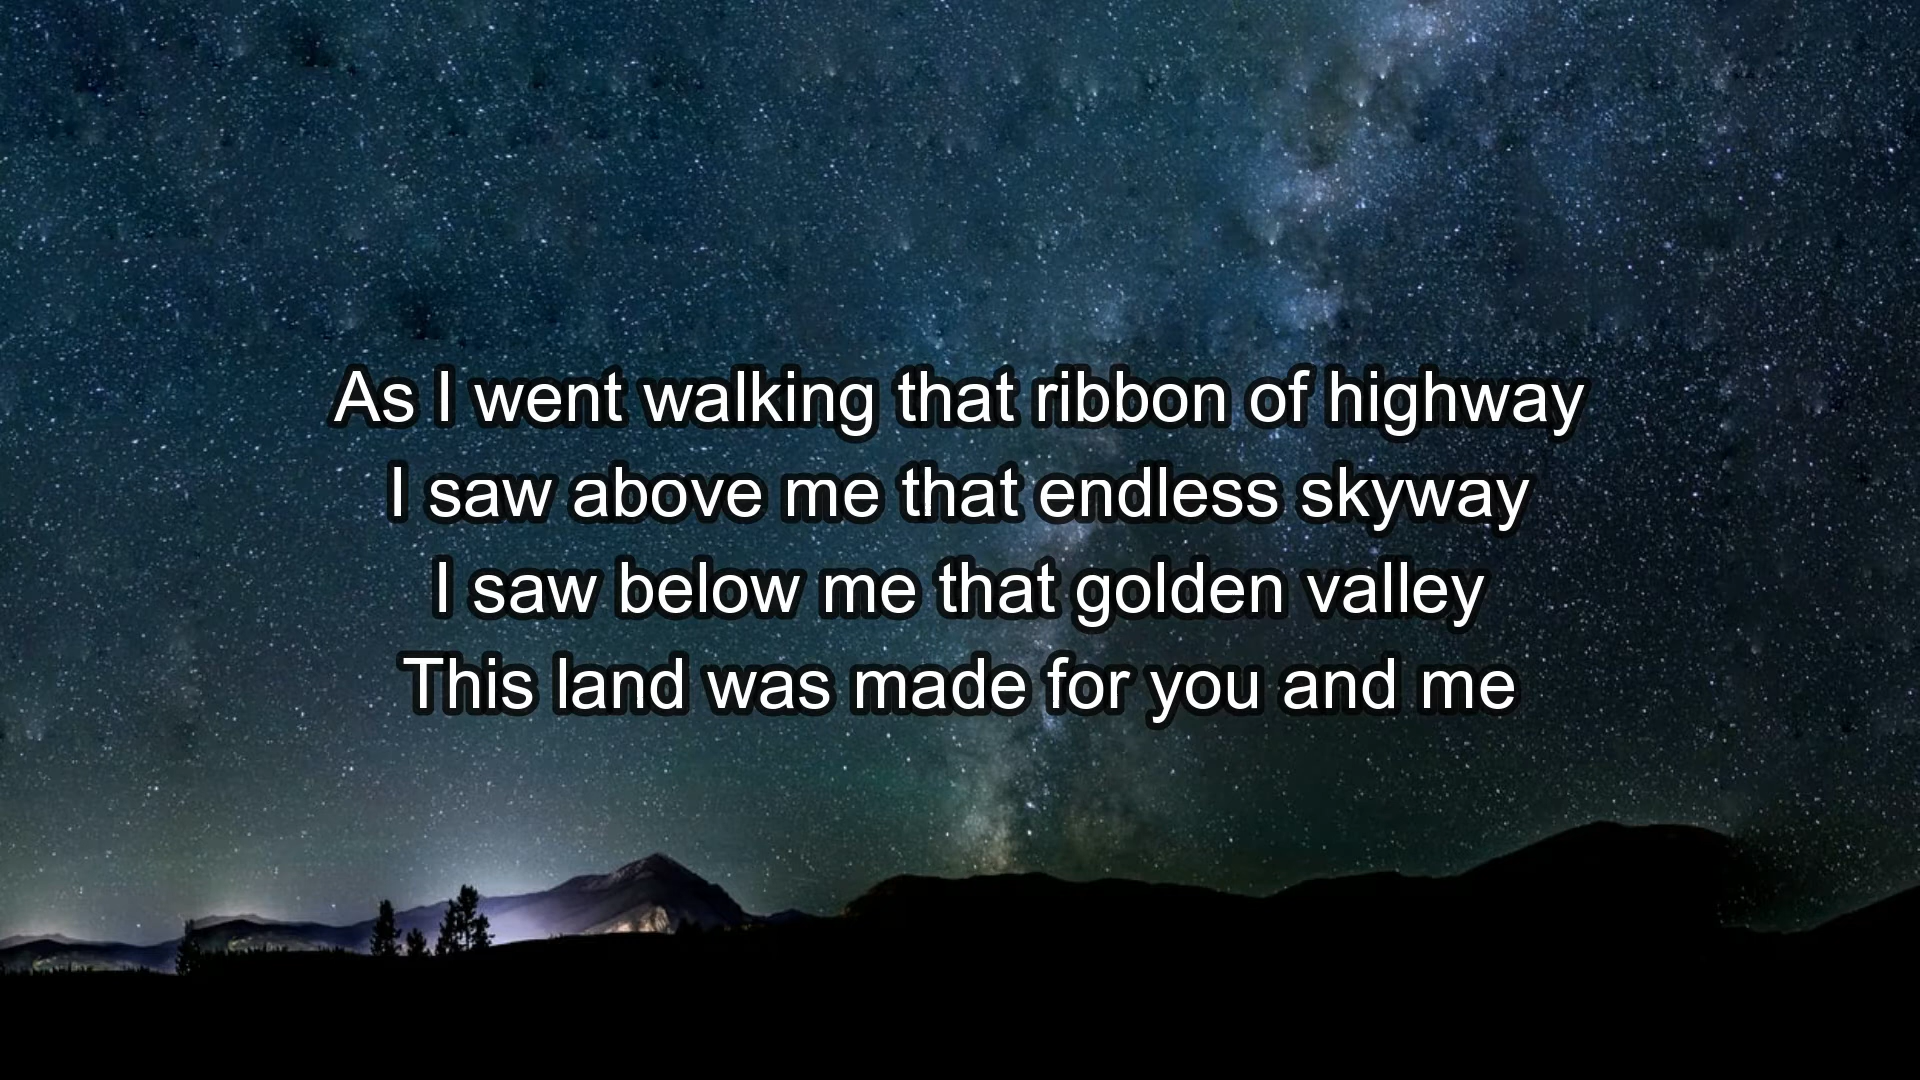 As I went walking that ribbon of highway
I saw above me that endless skyway
I saw below me that golden valley
This land was made for you and me